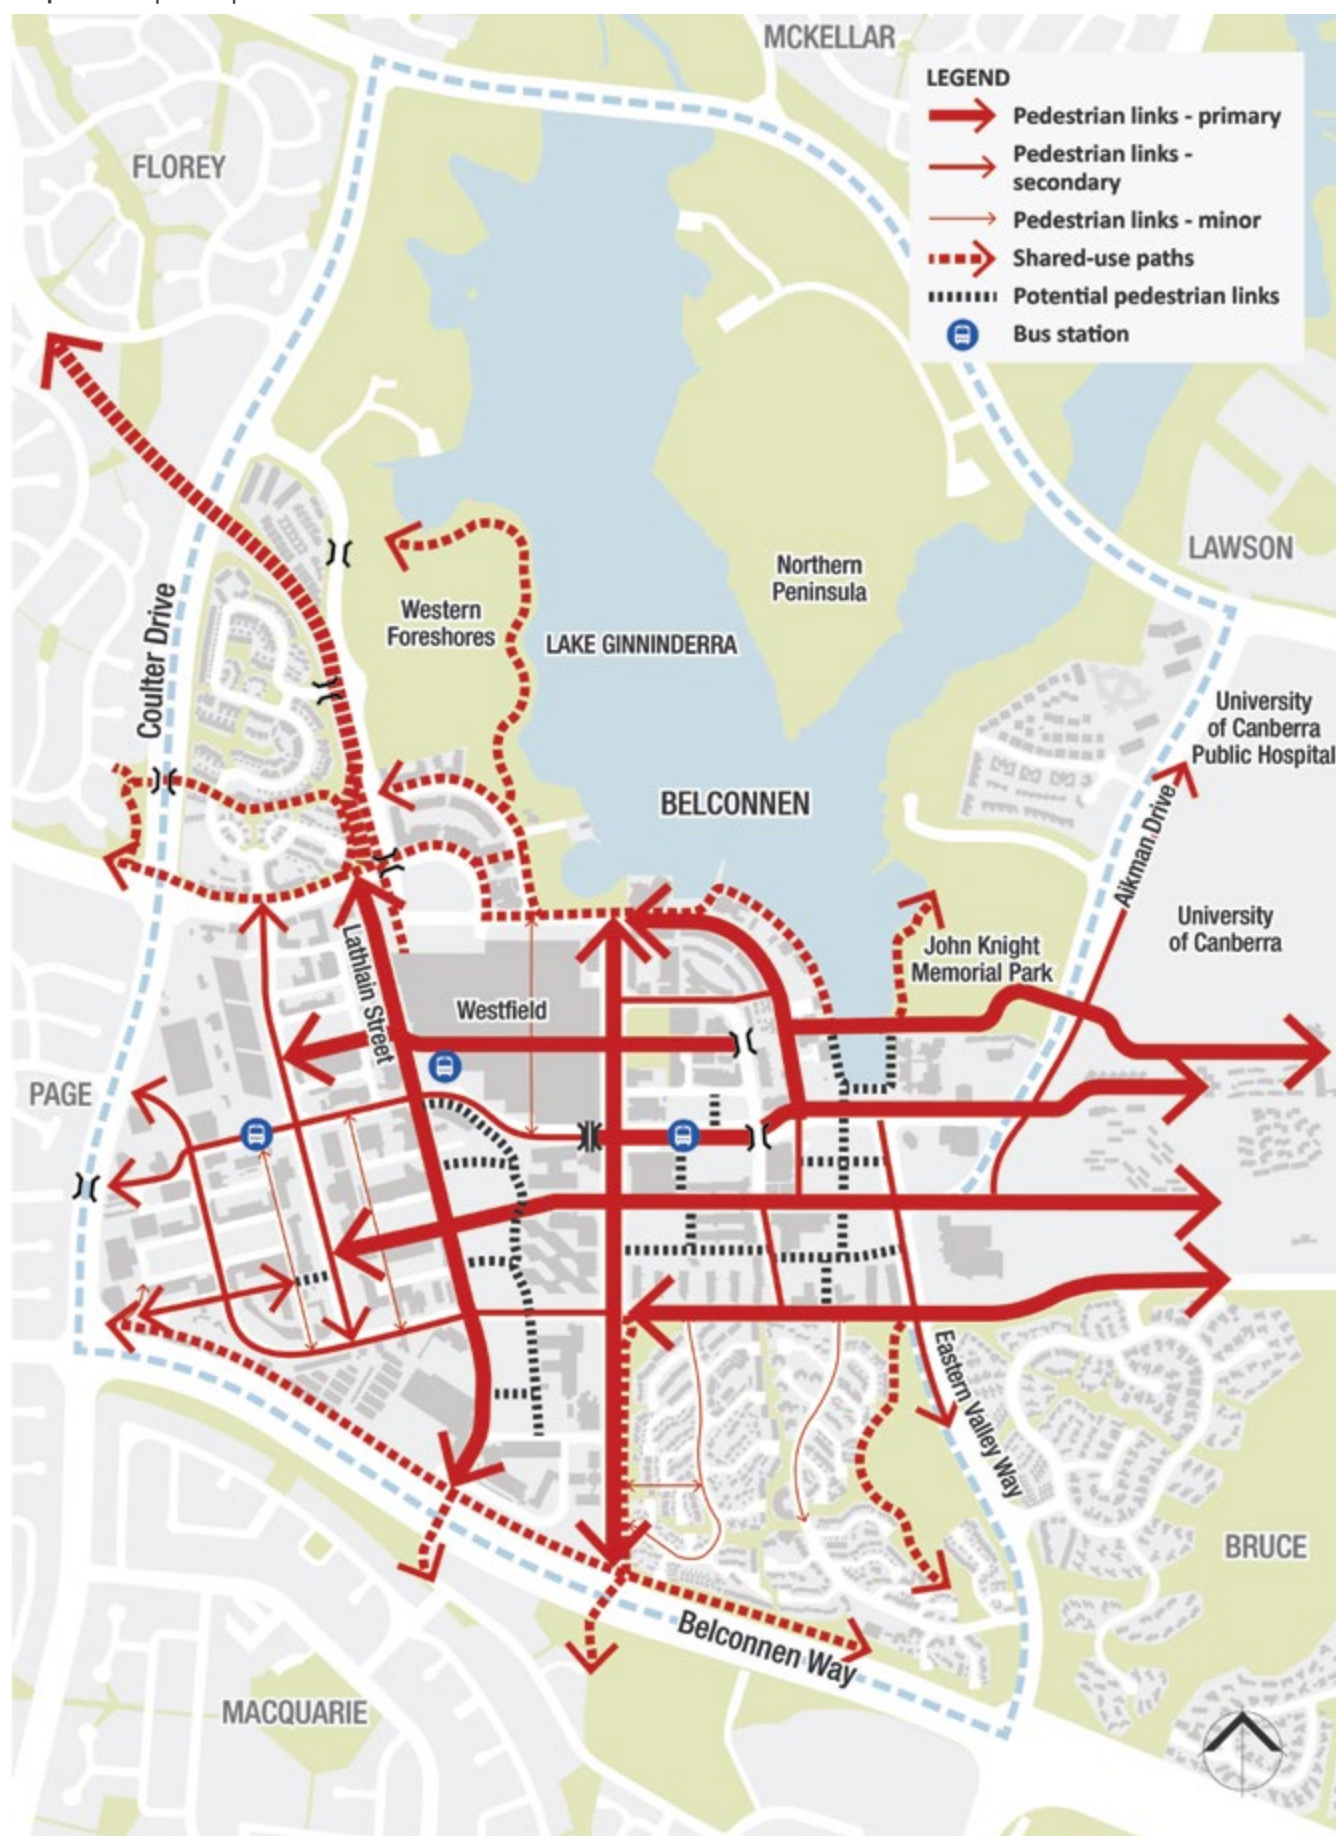 MCKELLAR
LEGEND
Pedestrian links - primary
Pedestrian links -
secondary
Pedestrian links - minor
Shared-use paths
Potential pedestrian links
Bus station
FLOREY
LAWSON
Northern
Peninsula
Western
Foreshores
LAKE GINNINDERRA
Coulter Drive
University
of Canberra
Public Hospital
BELCONNEN
Aikman Drive
University
of Canberra
John Knight
Memorial Park
Lathlain Street
Westfield
PAGE
Eastern Valley Way
BRUCE
Belconnen Way
MACQUARIE